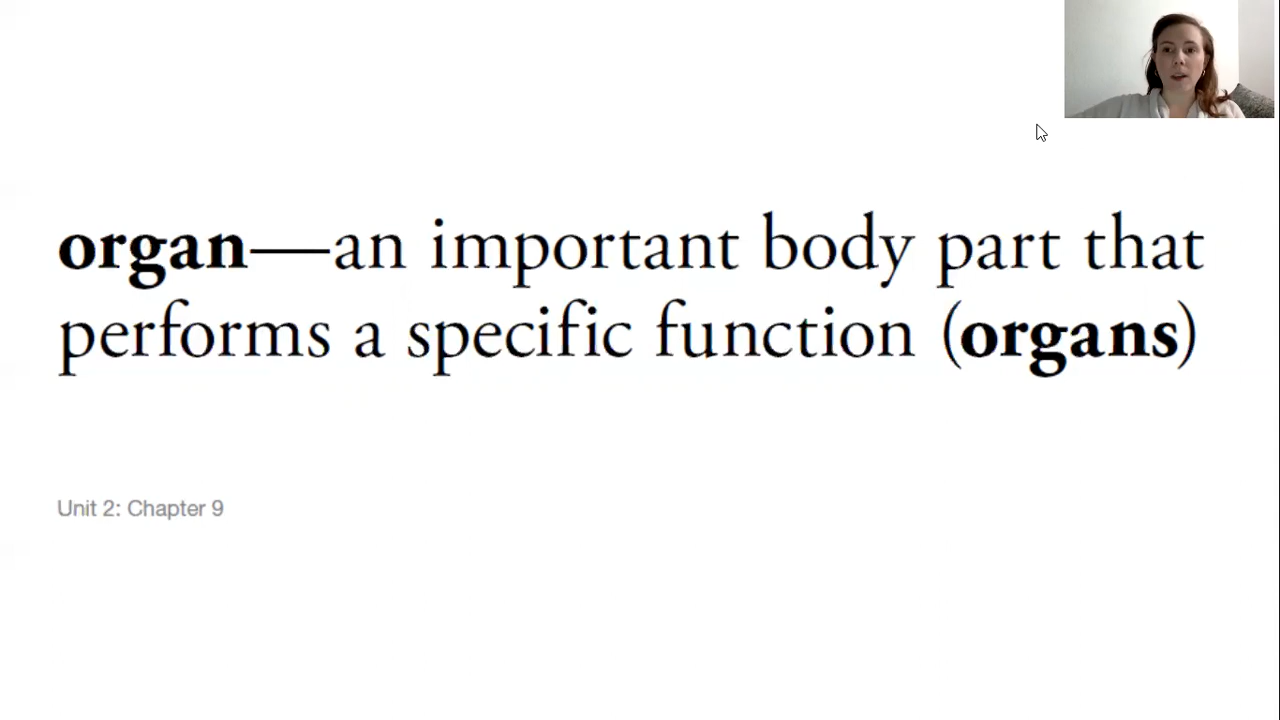 organ—an important body part that
performs a specific function (organs)
Unit 2: Chapter 9